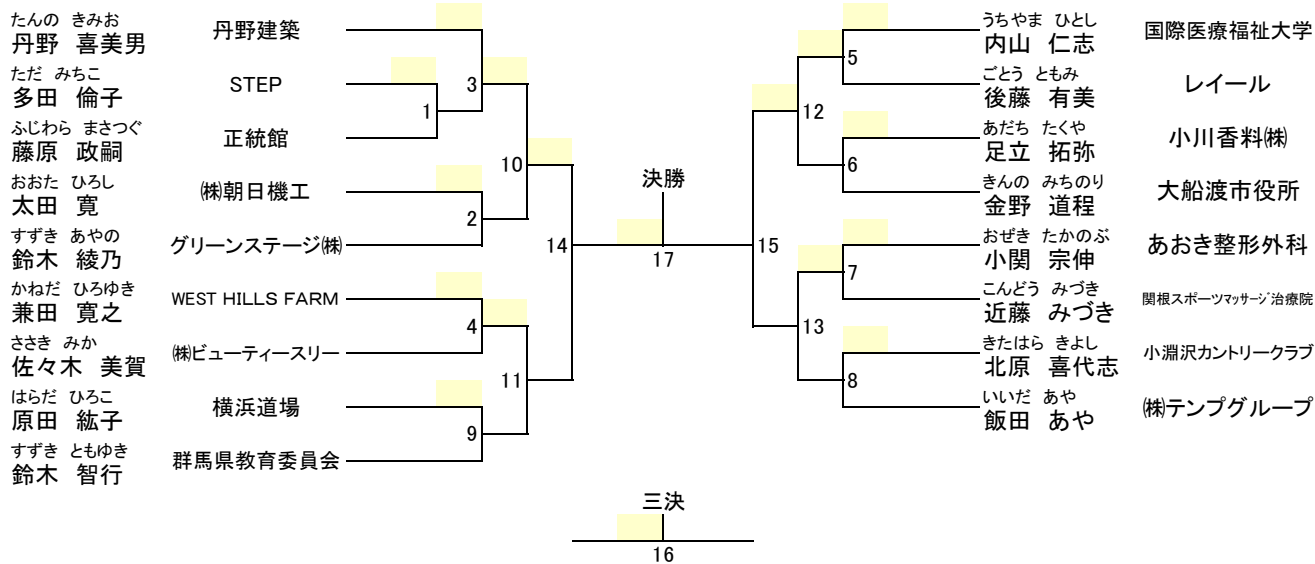 たんの きみお
丹野 喜美男 丹野建築
ただ みちこ
多田 倫子 STEP
ふじわら まさつぐ
藤原 政嗣 正統館
おおた ひろし
太田 寛 ㈱朝日機工
すずき あやの
鈴木 綾乃 グリーンステージ㈱
かねだ ひろゆき
兼田 寛之 WEST HILLS FARM
ささき みか
佐々木 美賀 ㈱ビューティースリー
はらだ ひろこ
原田 紘子 横浜道場
すずき ともゆき
鈴木 智行 群馬県教育委員会
3
1
10
2
14
4
11
9
決勝
17
三決
16
5
12
6
15
7
13
8
うちやま ひとし
内山 仁志 国際医療福祉大学
ごとう ともみ
後藤 有美 レイール
あだち たくや
足立 拓弥 小川香料㈱
きんの みちのり
金野 道程 大船渡市役所
おぜき たかのぶ
小関 宗伸 あおき整形外科
こんどう みづき
近藤 みづき 関根スポーツマッサージ治療院
きたはら きよし
北原 喜代志 小淵沢カントリークラブ
いいだ あや
飯田 あや ㈱テンプグループ